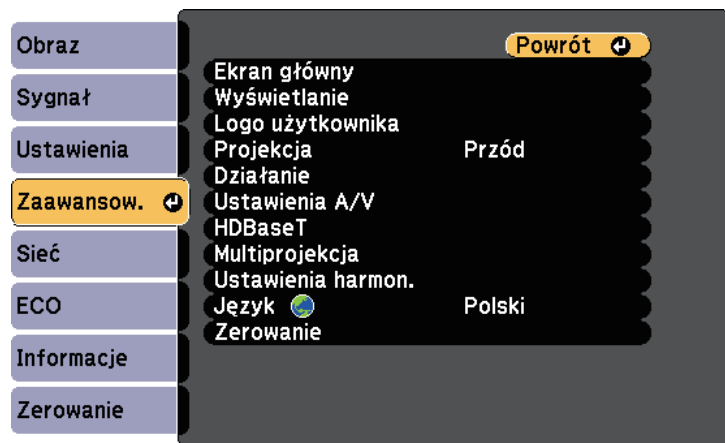 Obraz
Sygnał
Ustawienia
Zaawansow.
Sieć
ECO
Informacje
Zerowanie
Powrót
Ekran główny
Wyświetlanie
Logo użytkownika
Projekcja Przód
Działanie
Ustawienia A/V
HDBaseT
Multiprojekcja
Ustawienia harmon.
Język Polski
Zerowanie